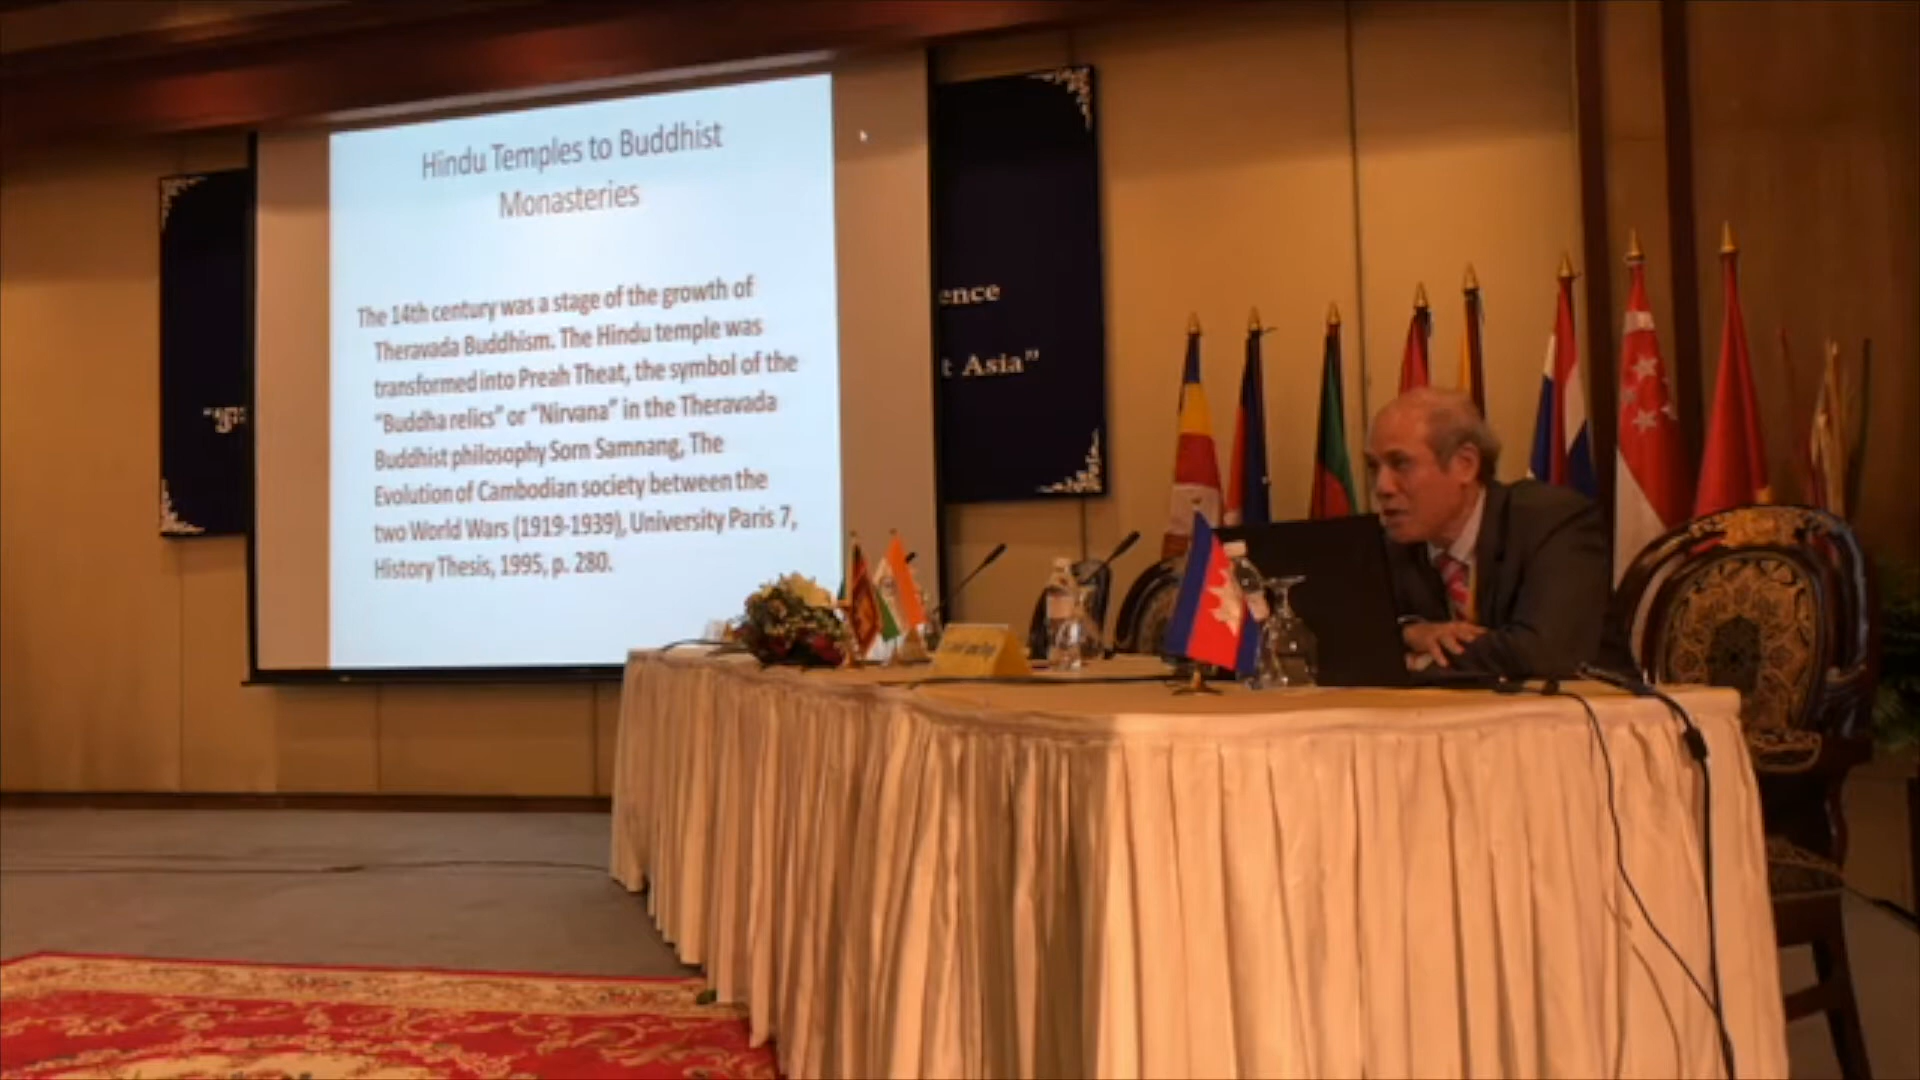 Hindu Temples to Buddhist
Monasteries
The 14th century was a stage of the growth of
Theravada Buddhism. The Hindu temple was
transformed into Preah Theat, the symbol of the
"Buddha relics" or "Nirvana" in the Theravada
Buddhist philosophy Sorn Samnang, The
Evolution of Cambodian society between the
two World Wars (1919-1939), University Paris 7,
History Thesis, 1995, p. 280.
ence
t Asia"